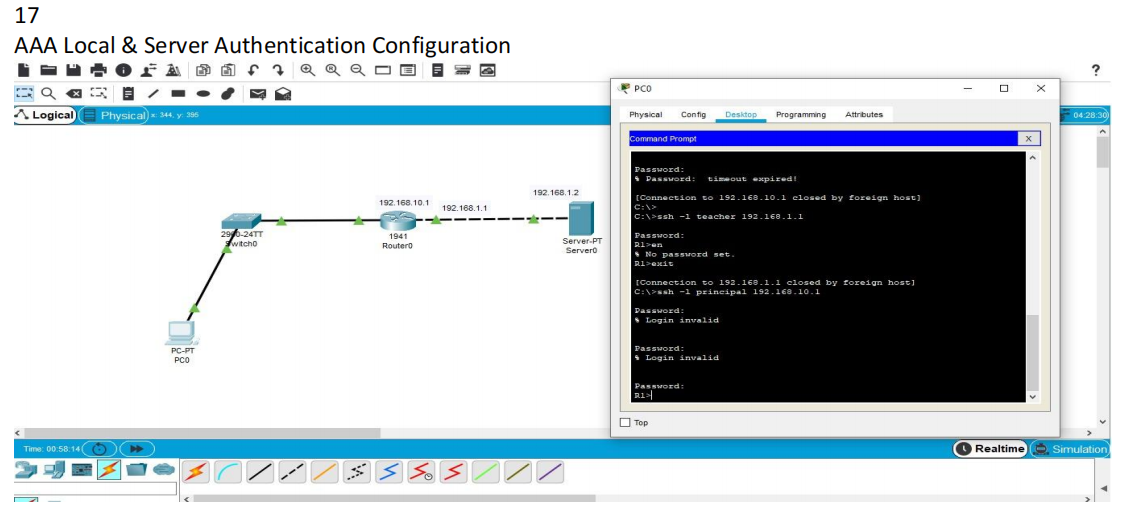 17
AAA Local & Server Authentication Configuration
?
Logical
Physical
x: 344, y: 395
04:28:30
PC0
Physical
Config
Desktop
Programming
Attributes
Command Prompt
X
Password:
% Password:  timeout expired!
[Connection to 192.168.10.1 closed by foreign host]
C:\>
C:\>ssh -l teacher 192.168.1.1
Password:
R1>en
% No password set.
R1>exit
[Connection to 192.168.1.1 closed by foreign host]
C:\>ssh -l principal 192.168.10.1
Password:
% Login invalid
Password:
% Login invalid
Password:
R1>
Top
192.168.10.1
192.168.1.1
192.168.1.2
2960-24TT
Switch0
1941
Router0
Server-PT
Server0
PC-PT
PC0
Time: 00:58:14
Realtime
Simulation